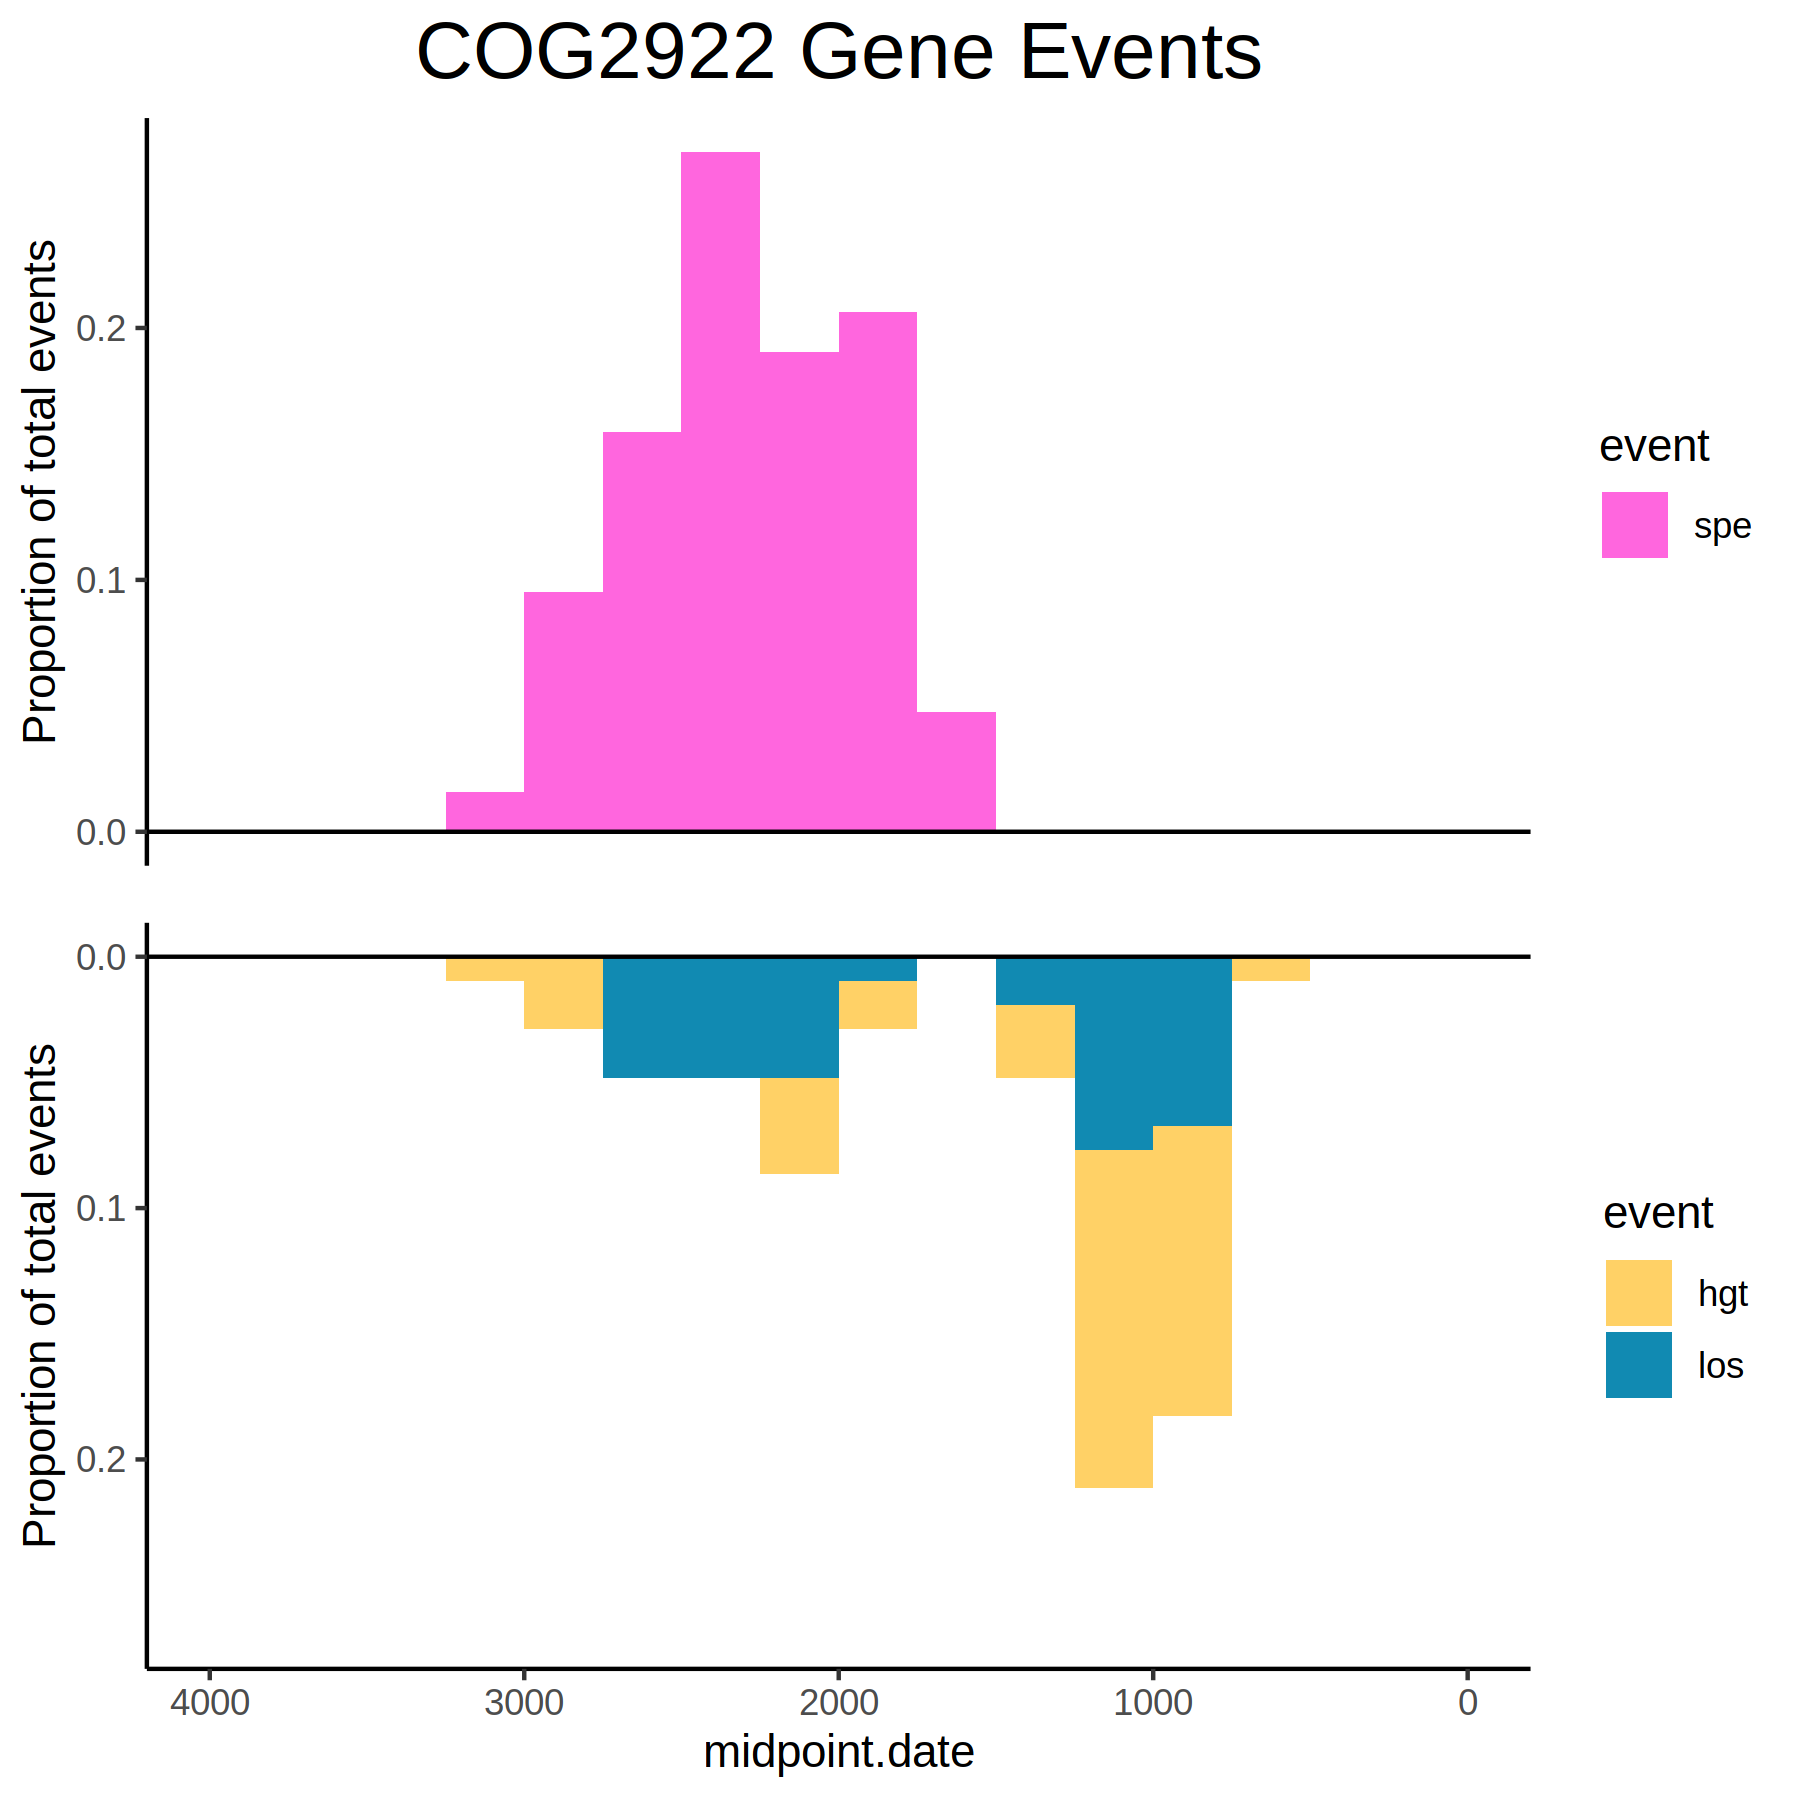 COG2922 Gene Events
Proportion of total events
0.2
0.1
0.0
event
spe
Proportion of total events
0.0
0.1
0.2
event
hgt
los
4000 3000 2000 1000 0
midpoint.date